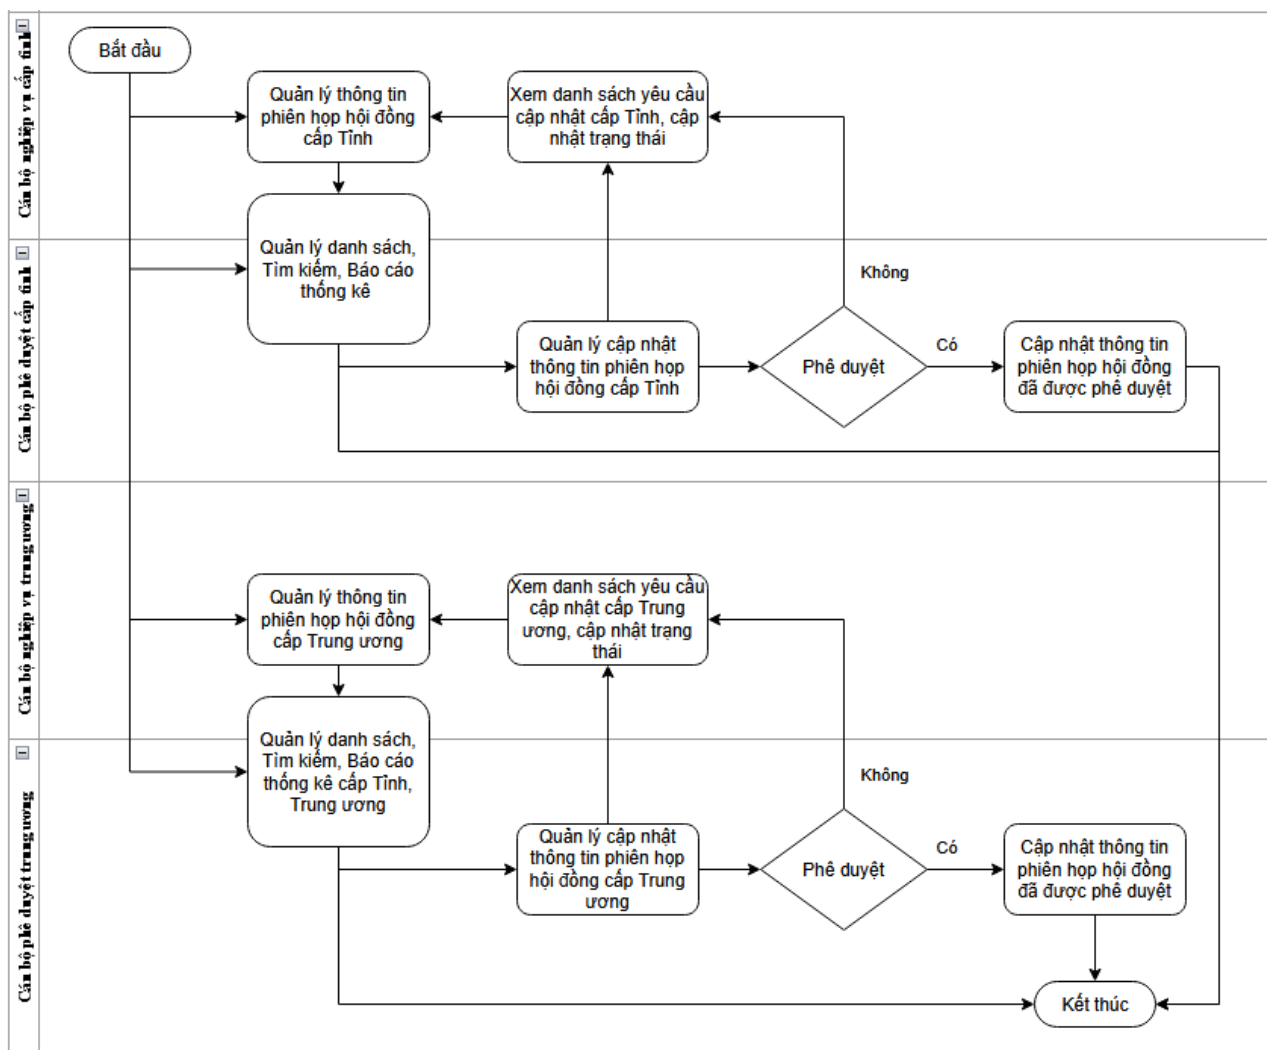 Cán bộ nghiệp vụ cấp tỉnh
Bắt đầu
Quản lý thông tin
phiên họp hội đồng
cấp Tỉnh
Xem danh sách yêu cầu
cập nhật cấp Tỉnh, cập
nhật trạng thái
Cán bộ phê duyệt cấp tỉnh
Quản lý danh sách,
Tìm kiếm, Báo cáo
thống kê
Không
Quản lý cập nhật
thông tin phiên họp
hội đồng cấp Tỉnh
Phê duyệt
Có
Cập nhật thông tin
phiên họp hội đồng
đã được phê duyệt
Cán bộ nghiệp vụ trung ương
Quản lý thông tin
phiên họp hội đồng
cấp Trung ương
Xem danh sách yêu cầu
cập nhật cấp Trung
ương, cập nhật trạng
thái
Cán bộ phê duyệt trung ương
Quản lý danh sách,
Tìm kiếm, Báo cáo
thống kê cấp Tỉnh,
Trung ương
Không
Quản lý cập nhật
thông tin phiên họp
hội đồng cấp Trung
ương
Phê duyệt
Có
Cập nhật thông tin
phiên họp hội đồng
đã được phê duyệt
Kết thúc